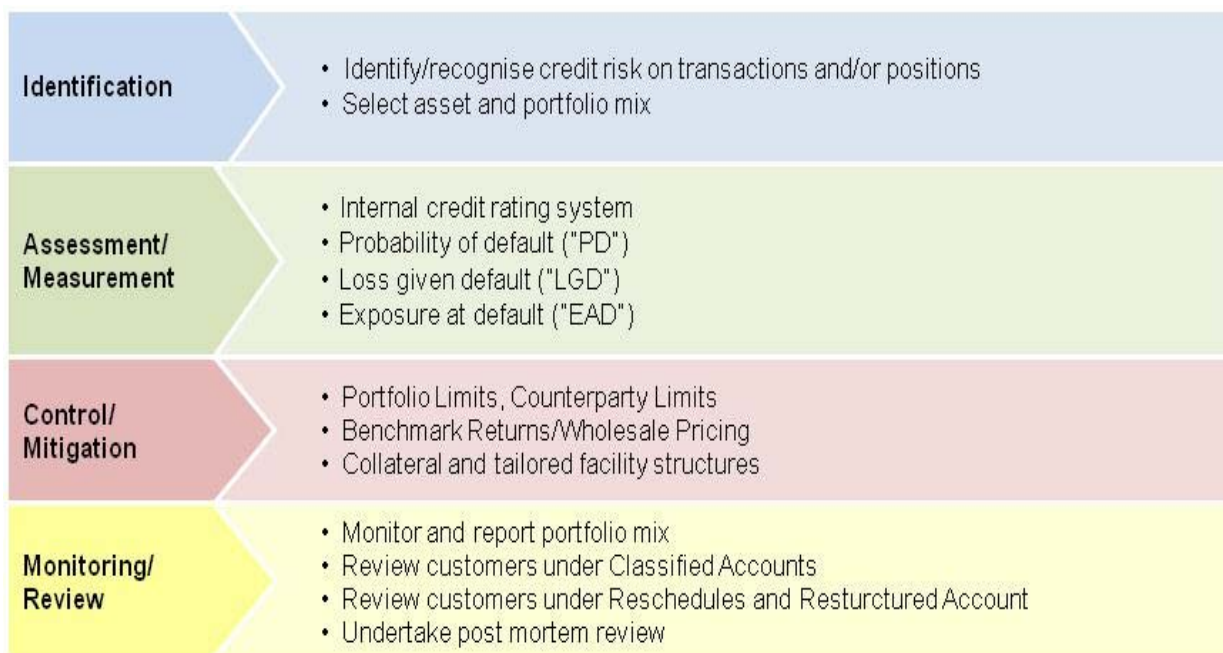 Identification
• Identify/recognise credit risk on transactions and/or positions
• Select asset and portfolio mix
Assessment/
Measurement
• Internal credit rating system
• Probability of default ("PD")
• Loss given default ("LGD")
• Exposure at default ("EAD")
Control/
Mitigation
• Portfolio Limits, Counterparty Limits
• Benchmark Returns/Wholesale Pricing
• Collateral and tailored facility structures
Monitoring/
Review
• Monitor and report portfolio mix
• Review customers under Classified Accounts
• Review customers under Reschedules and Resturctured Account
• Undertake post mortem review